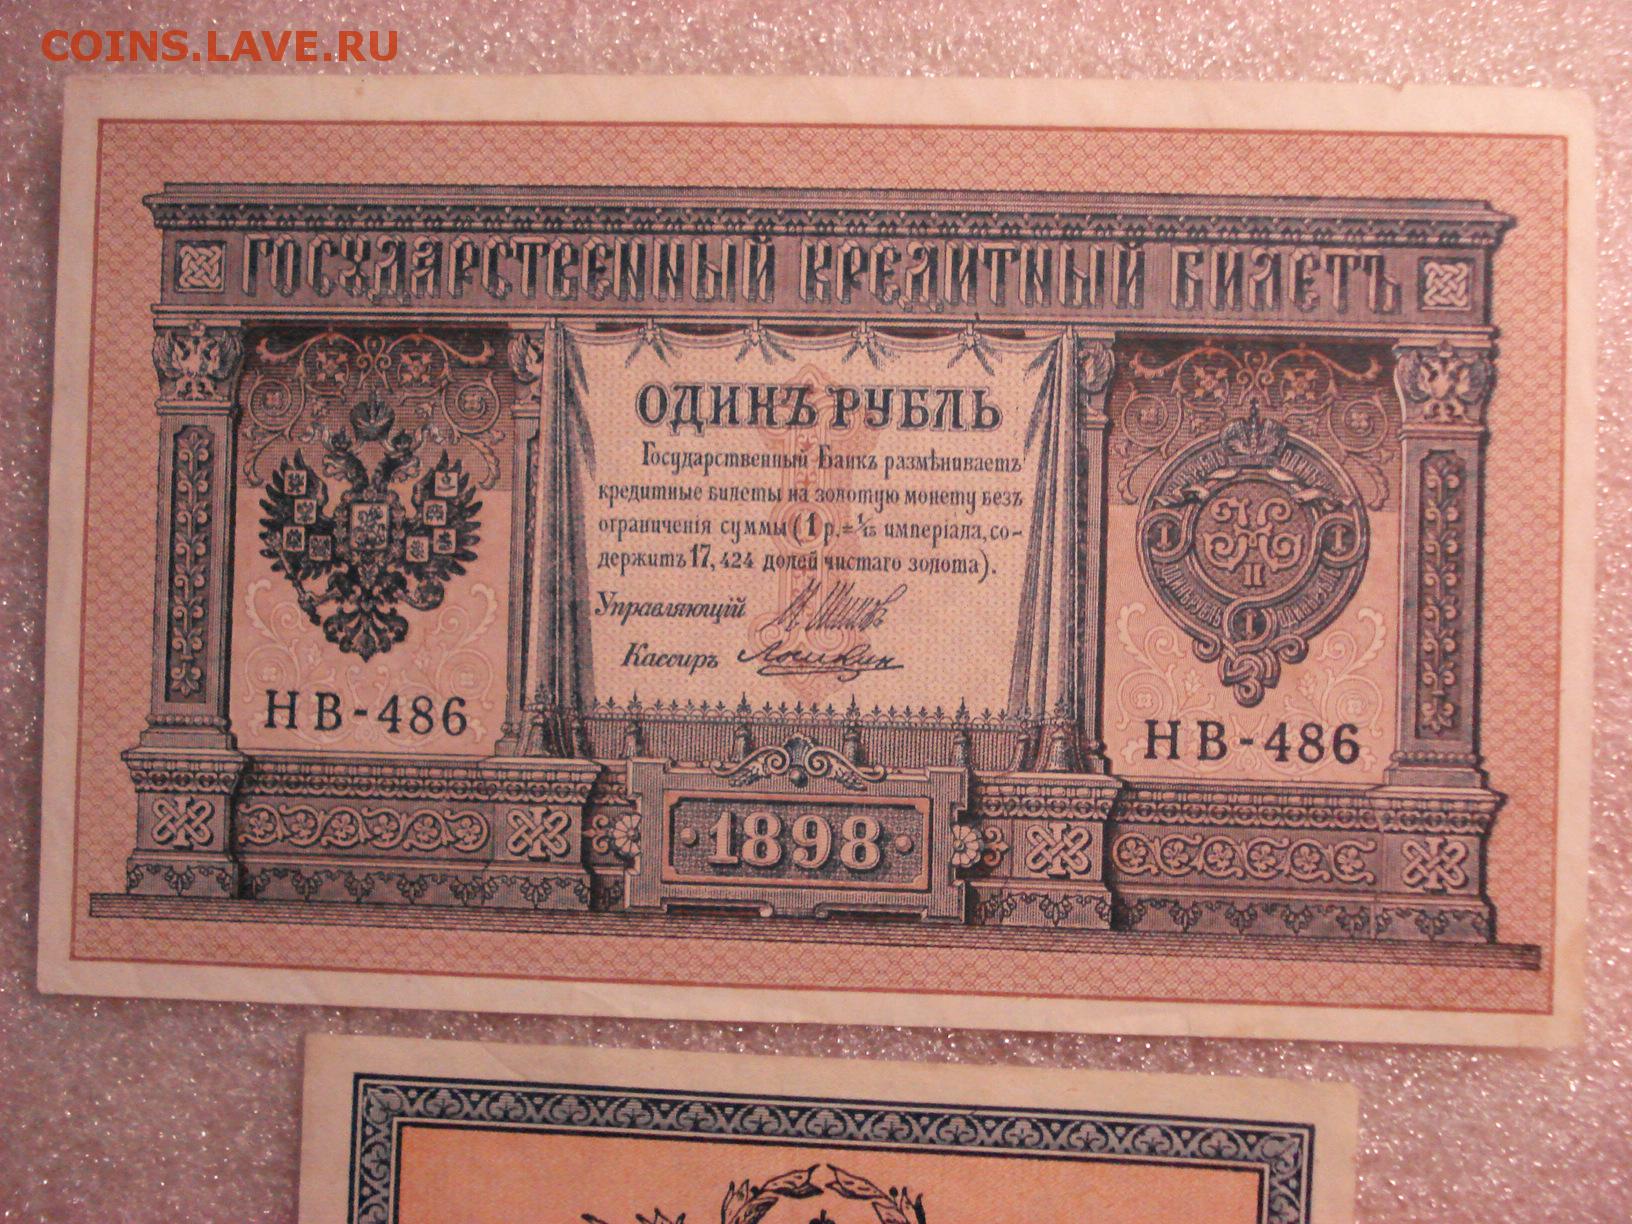 COINS.LAVE.RU
ГОСУДАРСТВЕННЫЙ КРЕДИТНЫЙ БИЛЕТЪ
ОДИНЪ РУБЛЬ
Государственный Банкъ размѣниваетъ
кредитные билеты на золотую монету безъ
ограниченія суммы (1 р. = 1/15 имперіала, со-
держитъ 17,424 долей чистаго золота).
Управляющій И Шипов
Кассиръ
НВ-486
НВ-486
1898